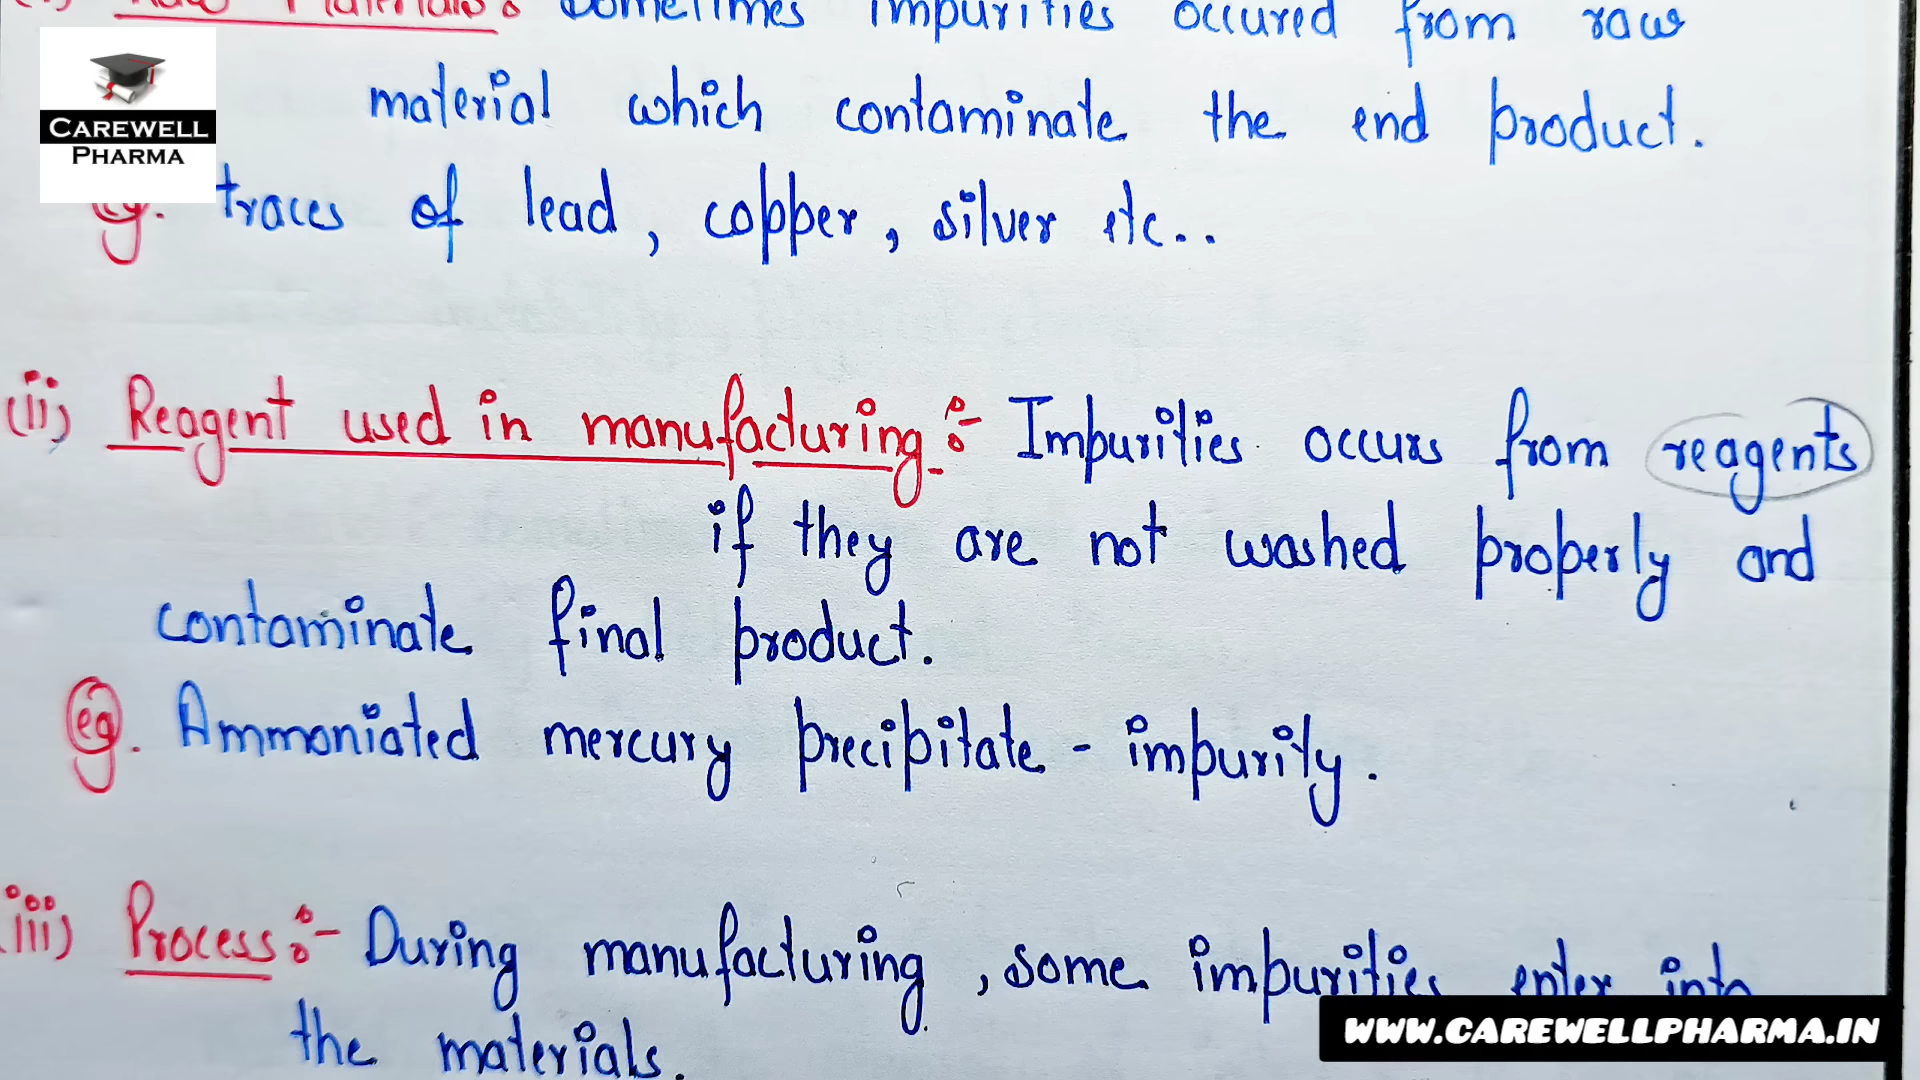 Raw Materials :- Sometimes impurities occured from raw
material which contaminate the end product.
CAREWELL
PHARMA
eg. traces of lead, copper, silver etc..
(ii) Reagent used in manufacturing :- Impurities occurs from reagents
if they are not washed properly and
contaminate final product.
eg. Ammoniated mercury precipitate - impurity.
(iii) Process :- During manufacturing, some impurities enter into
the materials.
WWW.CAREWELLPHARMA.IN